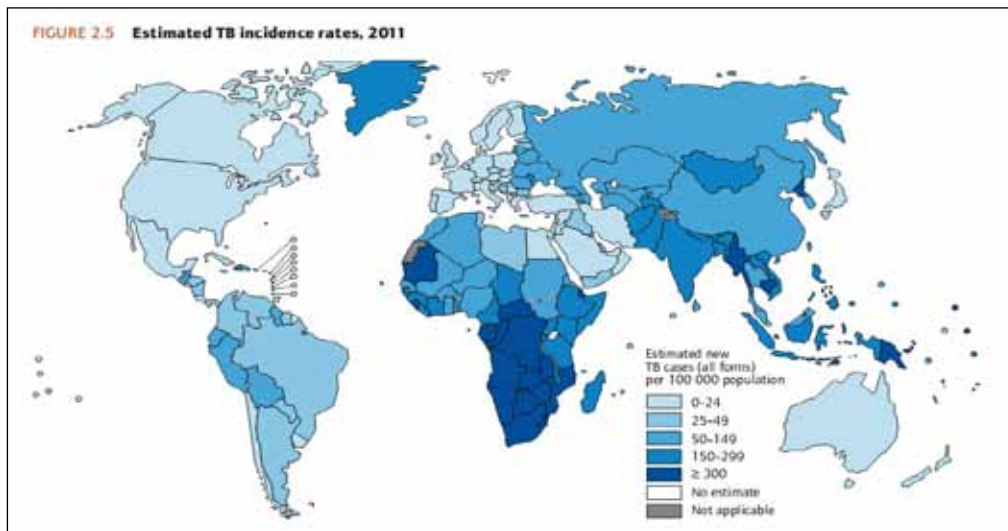 FIGURE 2.5 Estimated TB incidence rates, 2011
Estimated new
TB cases (all forms)
per 100 000 population
0–24
25–49
50–149
150–299
≥ 300
No estimate
Not applicable